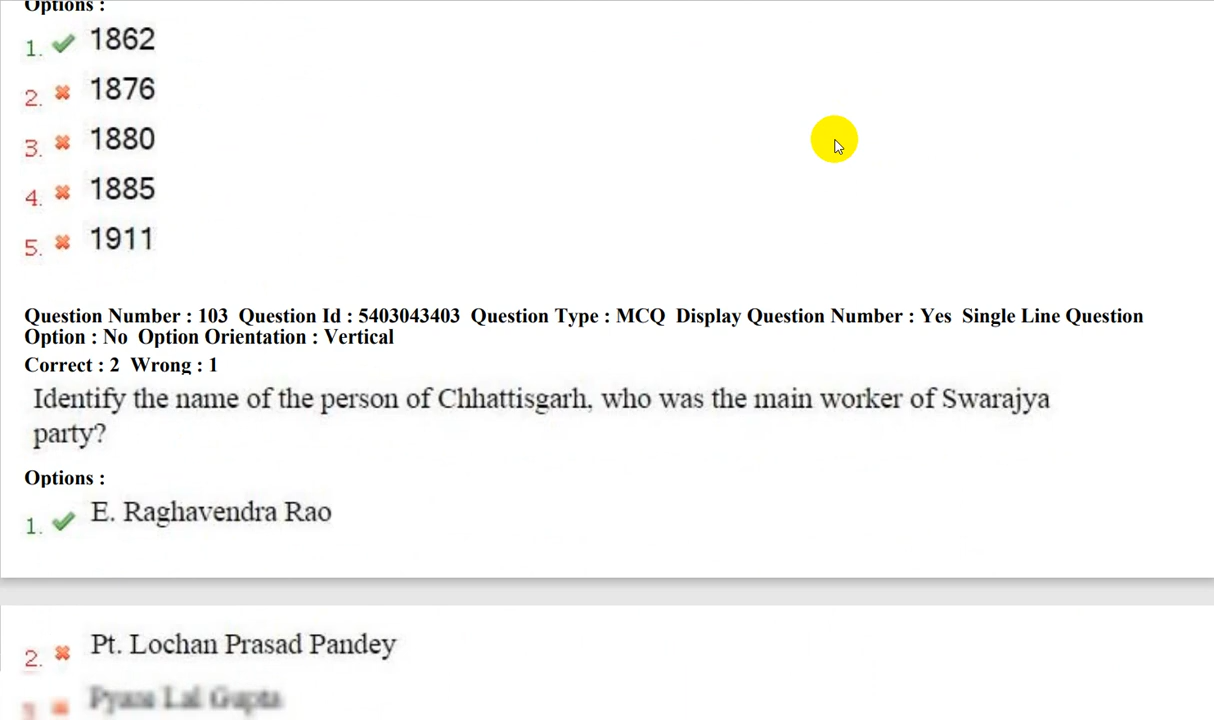 Options :
1. 1862
2. 1876
3. 1880
4. 1885
5. 1911
Question Number : 103 Question Id : 5403043403 Question Type : MCQ Display Question Number : Yes Single Line Question
Option : No Option Orientation : Vertical
Correct : 2 Wrong : 1
Identify the name of the person of Chhattisgarh, who was the main worker of Swarajya
party?
Options :
1. E. Raghavendra Rao
2. Pt. Lochan Prasad Pandey
3. Lal Gupta